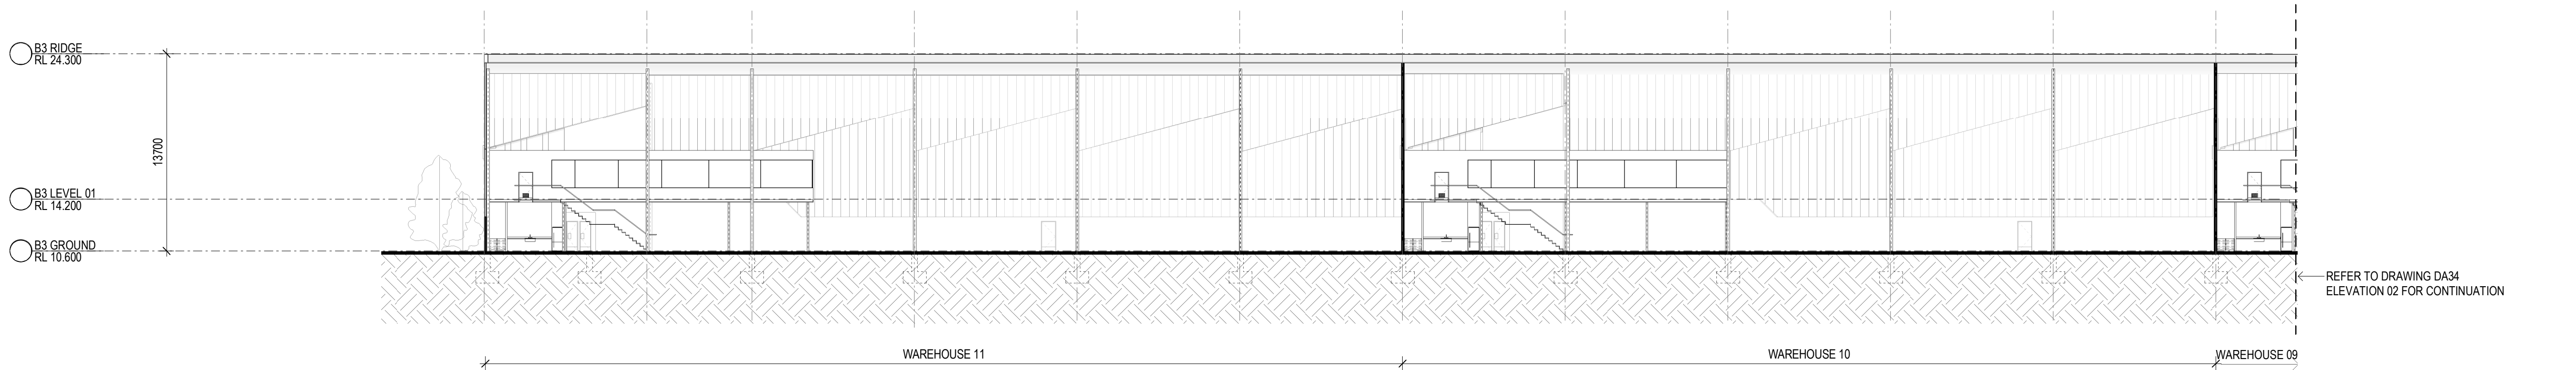 B3 RIDGE
RL 24.300
13700
B3 LEVEL 01
RL 14.200
B3 GROUND
RL 10.600
REFER TO DRAWING DA34
ELEVATION 02 FOR CONTINUATION
WAREHOUSE 11
WAREHOUSE 10
WAREHOUSE 09